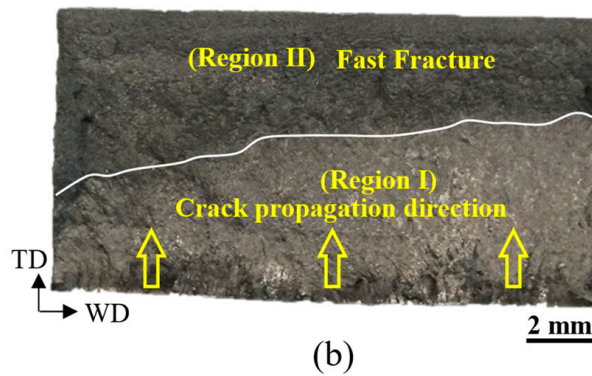 (Region II) Fast Fracture
(Region I)
Crack propagation direction
TD
WD
2 mm
(b)